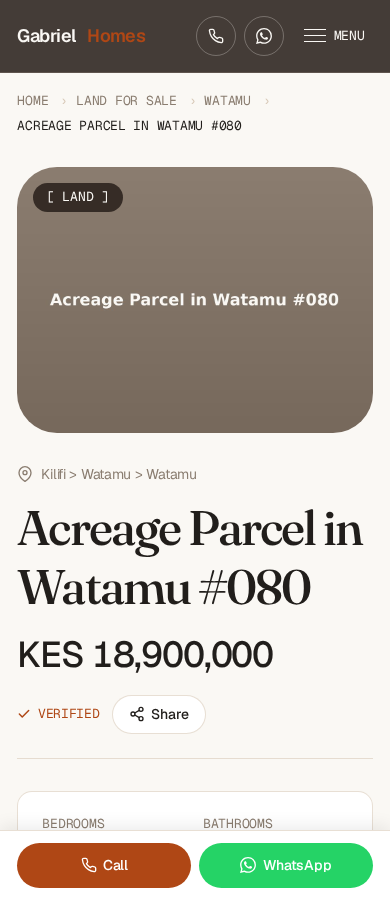 Gabriel Homes
MENU
HOME > LAND FOR SALE > WATAMU >
ACREAGE PARCEL IN WATAMU #080
[ LAND ]
Acreage Parcel in Watamu #080
Kilifi > Watamu > Watamu
Acreage Parcel in
Watamu #080
KES 18,900,000
VERIFIED
Share
BEDROOMS BATHROOMS
Call
WhatsApp